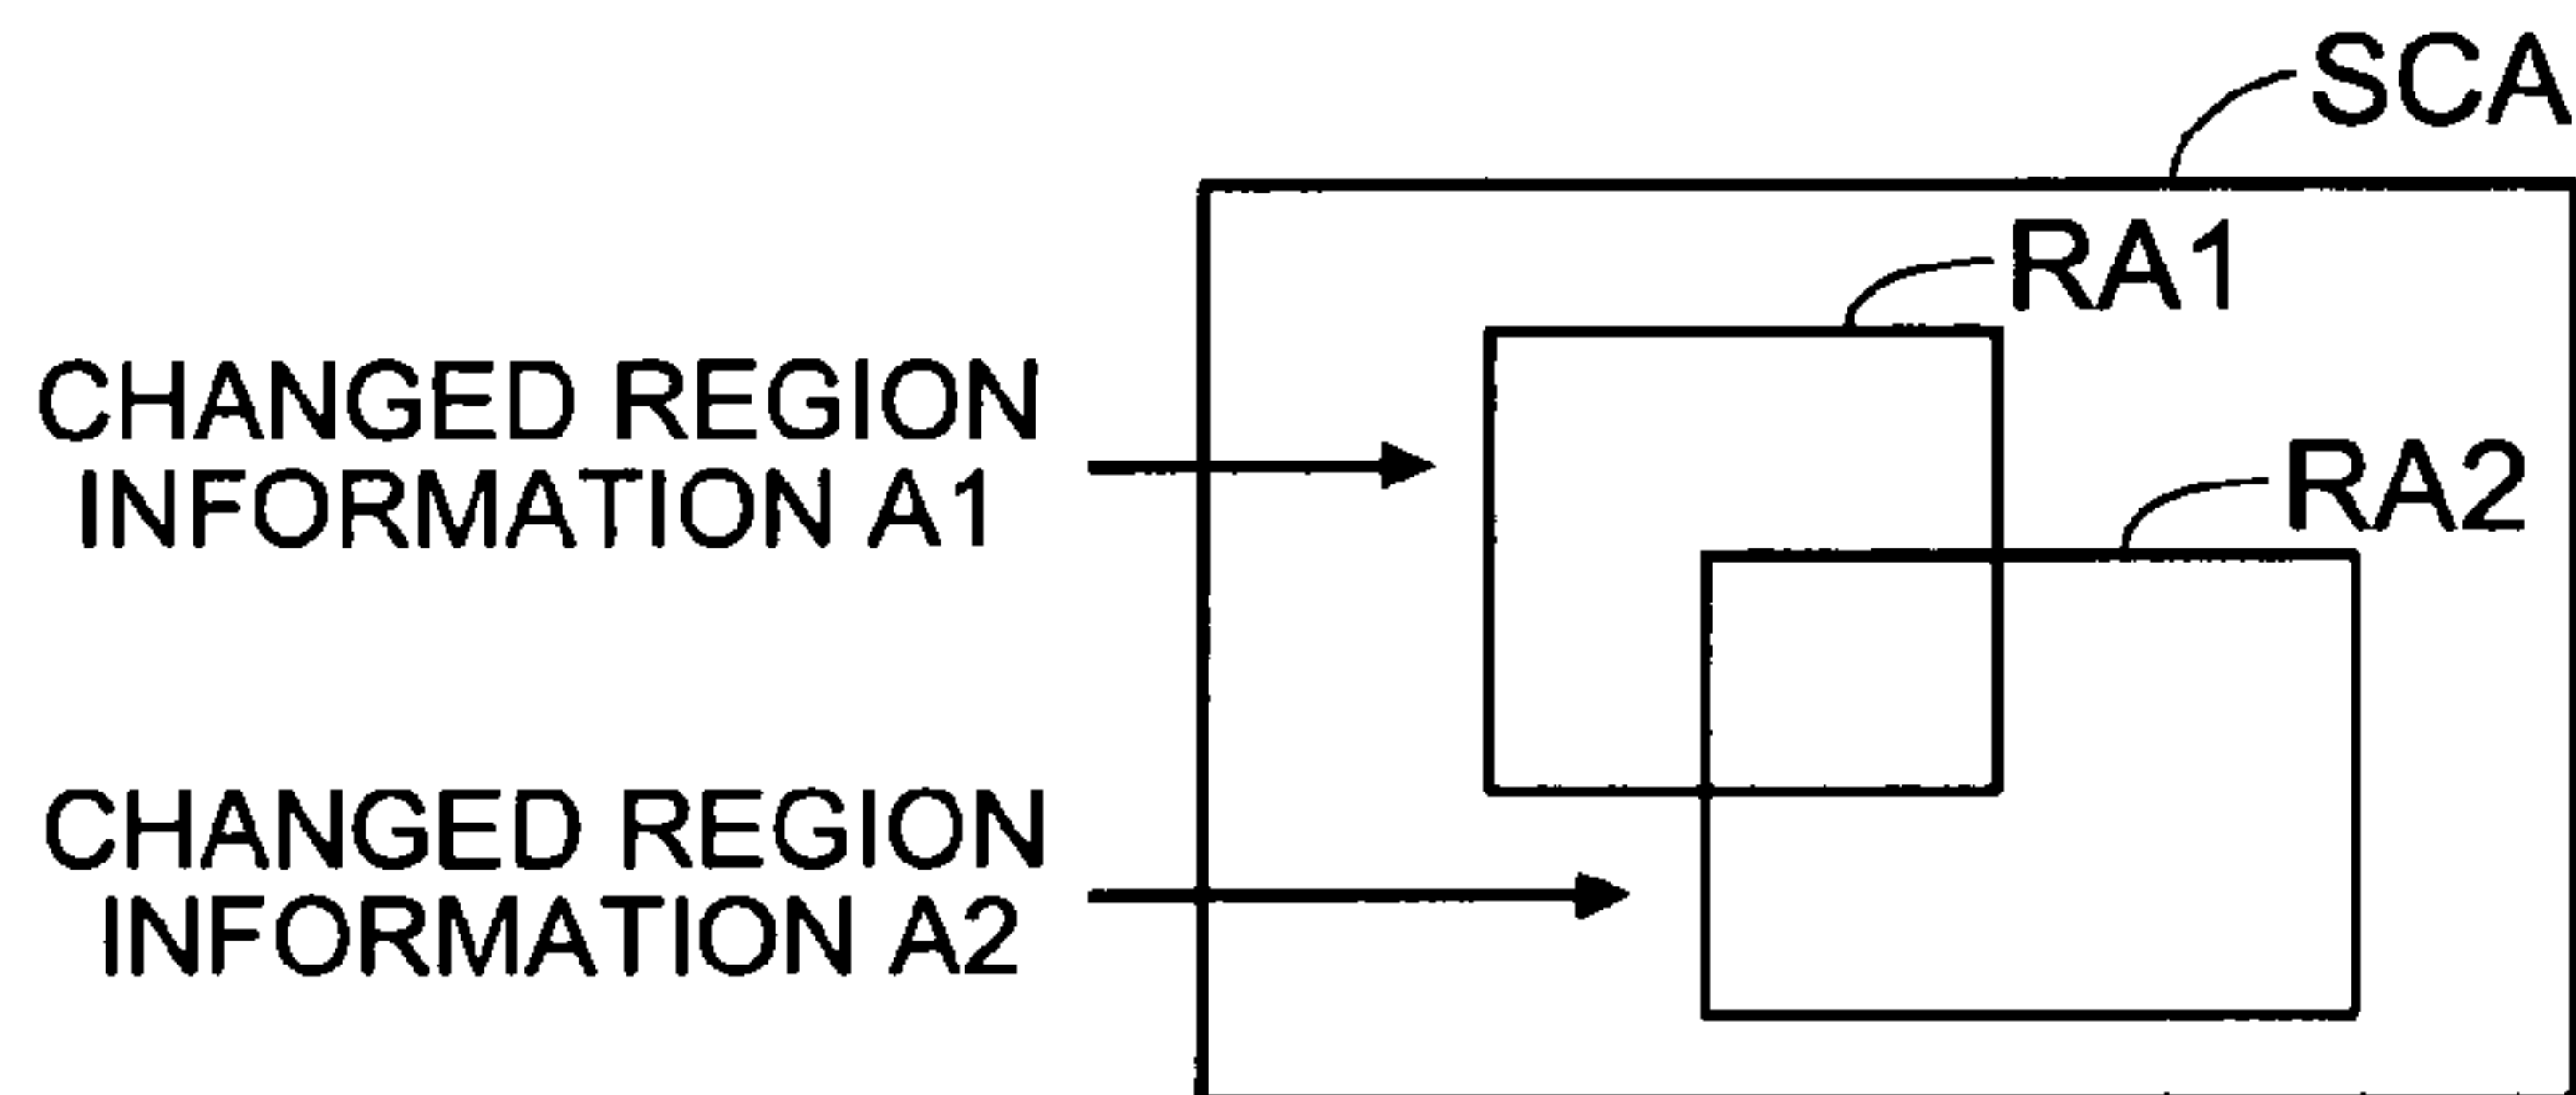 SCA
RA1
CHANGED REGION
INFORMATION A1
RA2
CHANGED REGION
INFORMATION A2